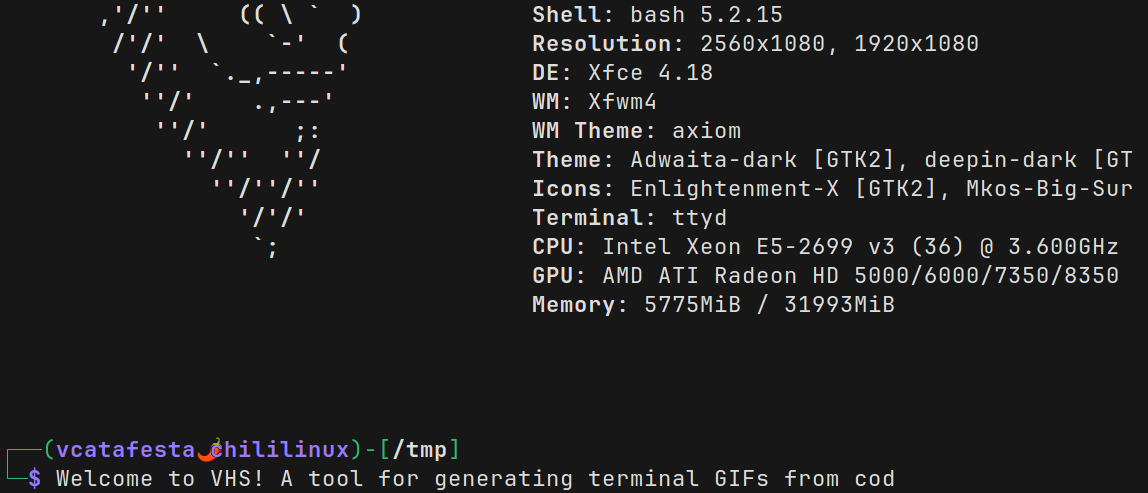 Shell: bash 5.2.15
Resolution: 2560x1080, 1920x1080
DE: Xfce 4.18
WM: Xfwm4
WM Theme: axiom
Theme: Adwaita-dark [GTK2], deepin-dark [GT
Icons: Enlightenment-X [GTK2], Mkos-Big-Sur
Terminal: ttyd
CPU: Intel Xeon E5-2699 v3 (36) @ 3.600GHz
GPU: AMD ATI Radeon HD 5000/6000/7350/8350
Memory: 5775MiB / 31993MiB
(vcatafesta🌶chililinux)-[/tmp]
$ Welcome to VHS! A tool for generating terminal GIFs from cod